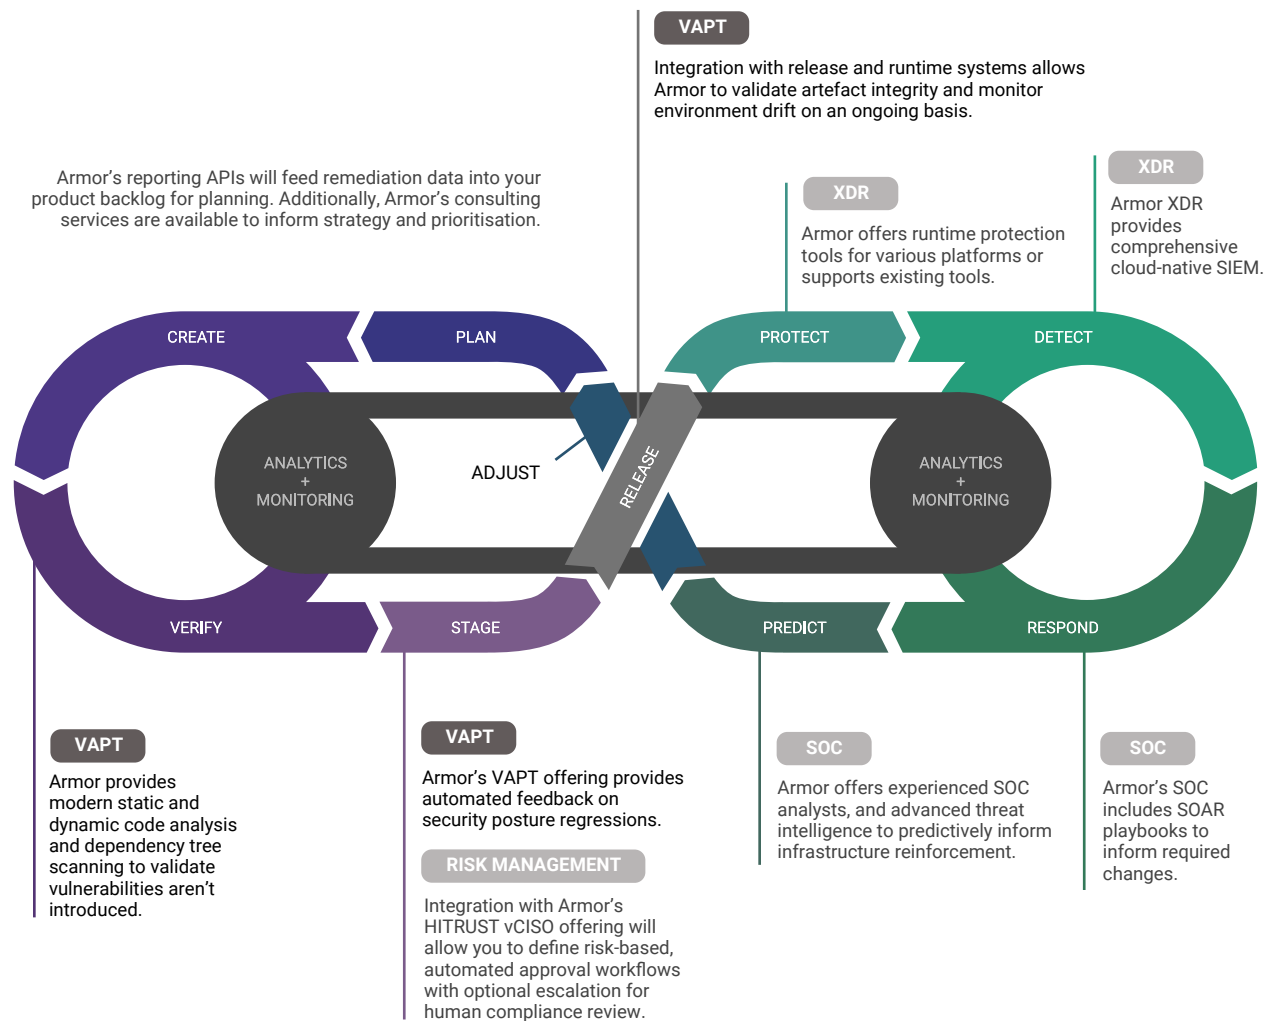 VAPT
Integration with release and runtime systems allows
Armor to validate artefact integrity and monitor
environment drift on an ongoing basis.
Armor's reporting APIs will feed remediation data into your
product backlog for planning. Additionally, Armor's consulting
services are available to inform strategy and prioritisation.
XDR
Armor offers runtime protection
tools for various platforms or
supports existing tools.
XDR
Armor XDR
provides
comprehensive
cloud-native SIEM.
CREATE
PLAN
PROTECT
DETECT
ANALYTICS
+
MONITORING
ADJUST
RELEASE
ANALYTICS
+
MONITORING
VERIFY
STAGE
PREDICT
RESPOND
VAPT
Armor provides
modern static and
dynamic code analysis
and dependency tree
scanning to validate
vulnerabilities aren't
introduced.
VAPT
Armor's VAPT offering provides
automated feedback on
security posture regressions.
RISK MANAGEMENT
Integration with Armor's
HITRUST vCISO offering will
allow you to define risk-based,
automated approval workflows
with optional escalation for
human compliance review.
SOC
Armor offers experienced SOC
analysts, and advanced threat
intelligence to predictively inform
infrastructure reinforcement.
SOC
Armor's SOC
includes SOAR
playbooks to
inform required
changes.